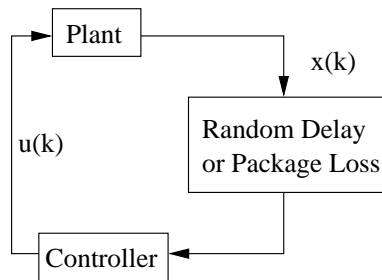 Plant
x(k)
Random Delay
or Package Loss
u(k)
Controller